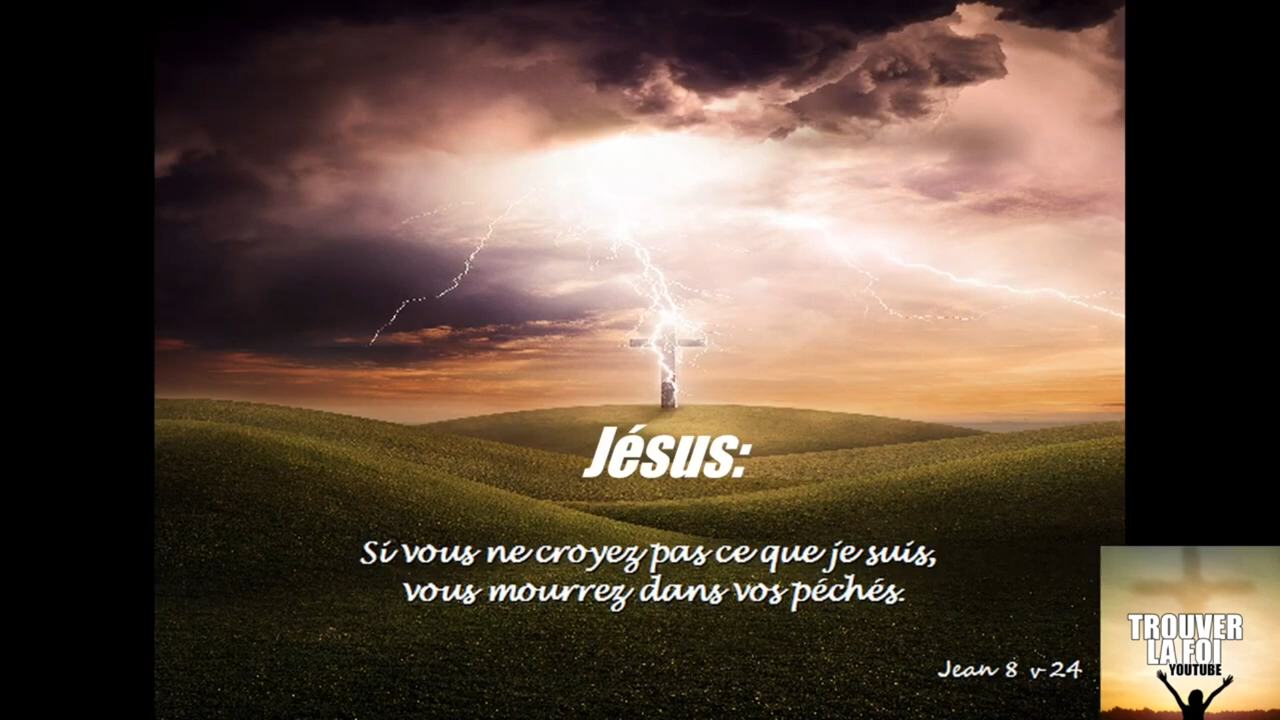 Jésus:
Si vous ne croyez pas ce que je suis,
vous mourrez dans vos péchés.
Jean 8 v 24
TROUVER
LA FOI
YOUTUBE